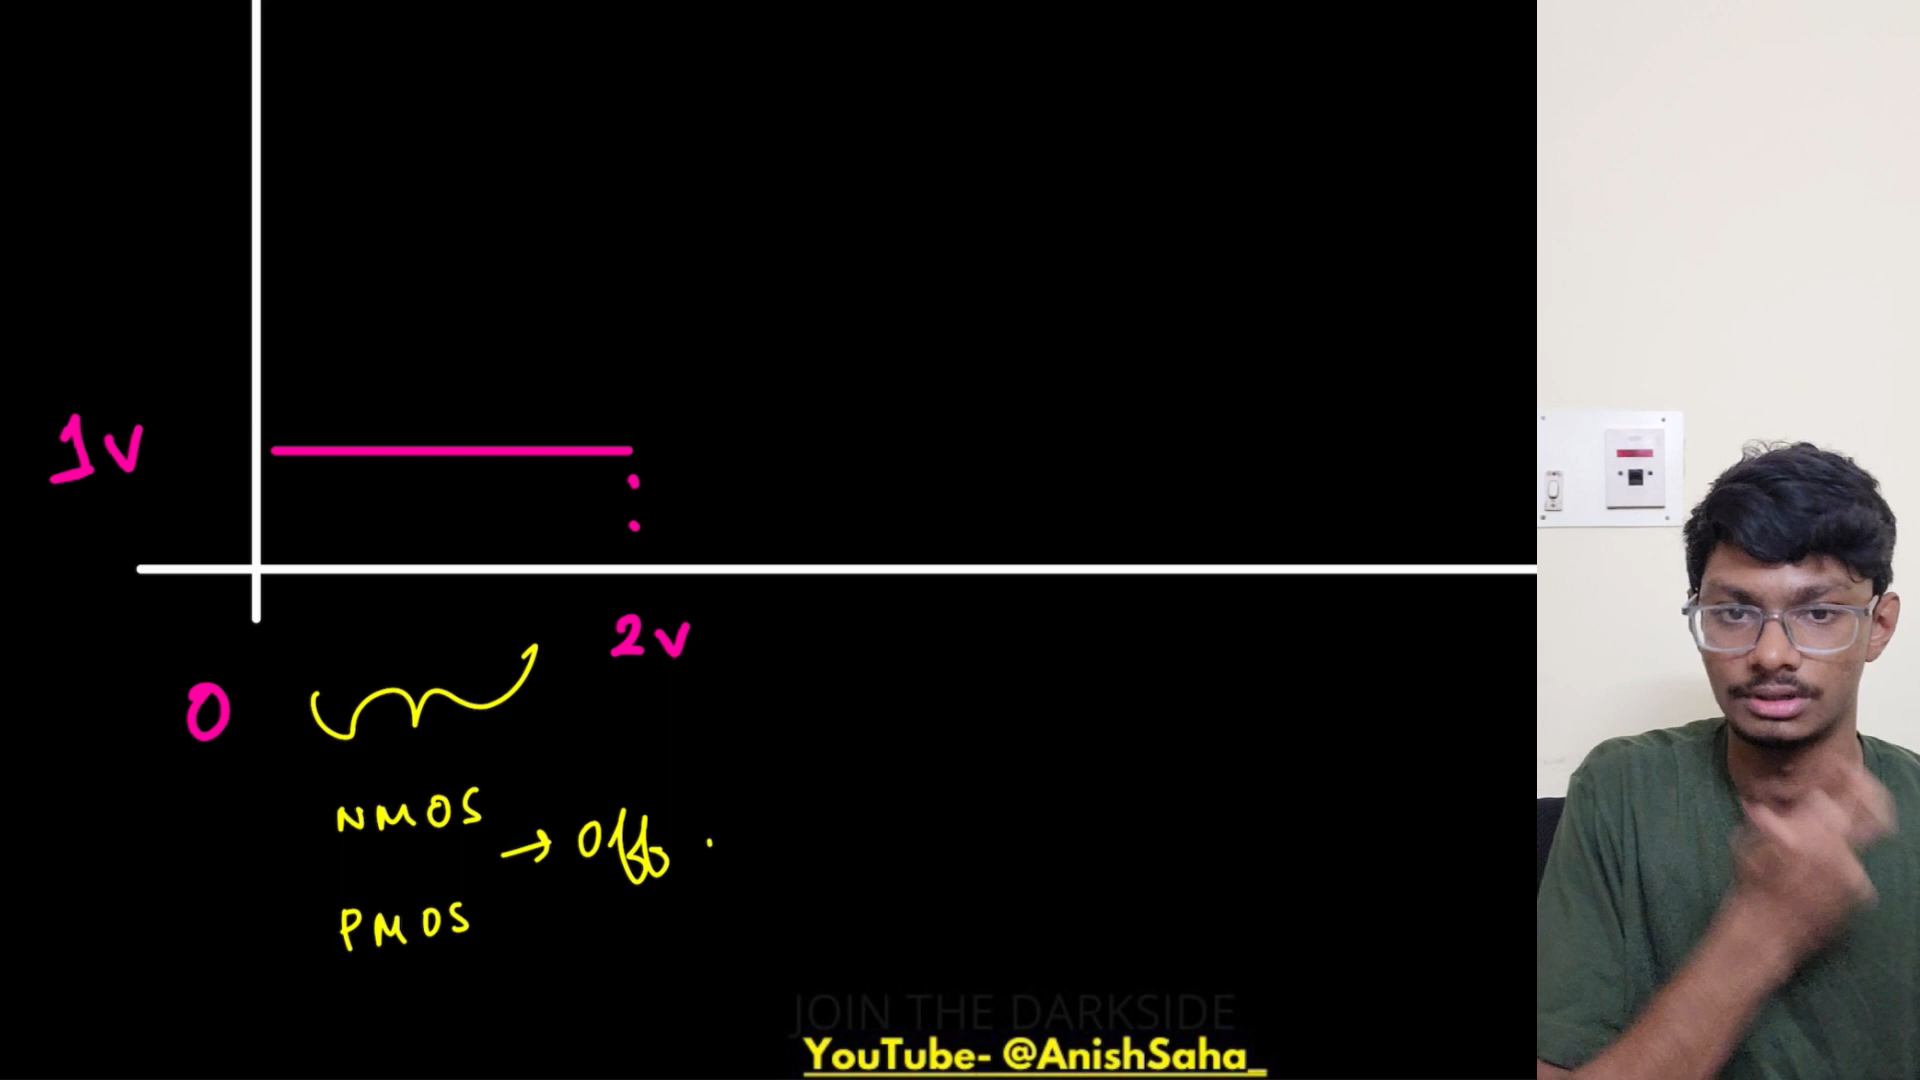 1V
2V
0
NMOS
→ Off.
PMOS
JOIN THE DARKSIDE
YouTube- @AnishSaha_